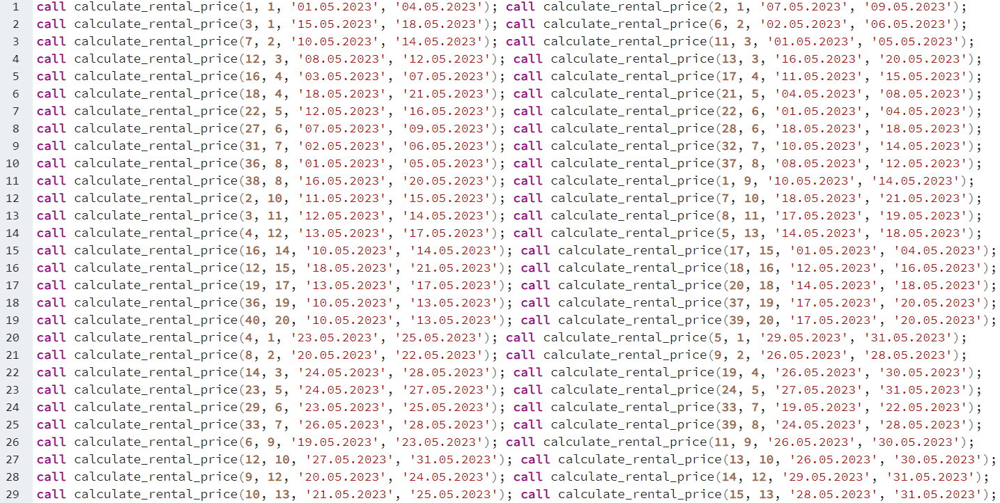 1 call calculate_rental_price(1, 1, '01.05.2023', '04.05.2023'); call calculate_rental_price(2, 1, '07.05.2023', '09.05.2023');
2 call calculate_rental_price(3, 1, '15.05.2023', '18.05.2023'); call calculate_rental_price(6, 2, '02.05.2023', '06.05.2023');
3 call calculate_rental_price(7, 2, '10.05.2023', '14.05.2023'); call calculate_rental_price(11, 3, '01.05.2023', '05.05.2023');
4 call calculate_rental_price(12, 3, '08.05.2023', '12.05.2023'); call calculate_rental_price(13, 3, '16.05.2023', '20.05.2023');
5 call calculate_rental_price(16, 4, '03.05.2023', '07.05.2023'); call calculate_rental_price(17, 4, '11.05.2023', '15.05.2023');
6 call calculate_rental_price(18, 4, '18.05.2023', '21.05.2023'); call calculate_rental_price(21, 5, '04.05.2023', '08.05.2023');
7 call calculate_rental_price(22, 5, '12.05.2023', '16.05.2023'); call calculate_rental_price(22, 6, '01.05.2023', '04.05.2023');
8 call calculate_rental_price(27, 6, '07.05.2023', '09.05.2023'); call calculate_rental_price(28, 6, '18.05.2023', '18.05.2023');
9 call calculate_rental_price(31, 7, '02.05.2023', '06.05.2023'); call calculate_rental_price(32, 7, '10.05.2023', '14.05.2023');
10 call calculate_rental_price(36, 8, '01.05.2023', '05.05.2023'); call calculate_rental_price(37, 8, '08.05.2023', '12.05.2023');
11 call calculate_rental_price(38, 8, '16.05.2023', '20.05.2023'); call calculate_rental_price(1, 9, '10.05.2023', '14.05.2023');
12 call calculate_rental_price(2, 10, '11.05.2023', '15.05.2023'); call calculate_rental_price(7, 10, '18.05.2023', '21.05.2023');
13 call calculate_rental_price(3, 11, '12.05.2023', '14.05.2023'); call calculate_rental_price(8, 11, '17.05.2023', '19.05.2023');
14 call calculate_rental_price(4, 12, '13.05.2023', '17.05.2023'); call calculate_rental_price(5, 13, '14.05.2023', '18.05.2023');
15 call calculate_rental_price(16, 14, '10.05.2023', '14.05.2023'); call calculate_rental_price(17, 15, '01.05.2023', '04.05.2023');
16 call calculate_rental_price(12, 15, '18.05.2023', '21.05.2023'); call calculate_rental_price(18, 16, '12.05.2023', '16.05.2023');
17 call calculate_rental_price(19, 17, '13.05.2023', '17.05.2023'); call calculate_rental_price(20, 18, '14.05.2023', '18.05.2023');
18 call calculate_rental_price(36, 19, '10.05.2023', '13.05.2023'); call calculate_rental_price(37, 19, '17.05.2023', '20.05.2023');
19 call calculate_rental_price(40, 20, '10.05.2023', '13.05.2023'); call calculate_rental_price(39, 20, '17.05.2023', '20.05.2023');
20 call calculate_rental_price(4, 1, '23.05.2023', '25.05.2023'); call calculate_rental_price(5, 1, '29.05.2023', '31.05.2023');
21 call calculate_rental_price(8, 2, '20.05.2023', '22.05.2023'); call calculate_rental_price(9, 2, '26.05.2023', '28.05.2023');
22 call calculate_rental_price(14, 3, '24.05.2023', '28.05.2023'); call calculate_rental_price(19, 4, '26.05.2023', '30.05.2023');
23 call calculate_rental_price(23, 5, '24.05.2023', '27.05.2023'); call calculate_rental_price(24, 5, '27.05.2023', '31.05.2023');
24 call calculate_rental_price(29, 6, '23.05.2023', '25.05.2023'); call calculate_rental_price(33, 7, '19.05.2023', '22.05.2023');
25 call calculate_rental_price(33, 7, '26.05.2023', '28.05.2023'); call calculate_rental_price(39, 8, '24.05.2023', '28.05.2023');
26 call calculate_rental_price(6, 9, '19.05.2023', '23.05.2023'); call calculate_rental_price(11, 9, '26.05.2023', '30.05.2023');
27 call calculate_rental_price(12, 10, '27.05.2023', '31.05.2023'); call calculate_rental_price(13, 10, '26.05.2023', '30.05.2023');
28 call calculate_rental_price(9, 12, '20.05.2023', '24.05.2023'); call calculate_rental_price(14, 12, '29.05.2023', '31.05.2023');
29 call calculate_rental_price(10, 13, '21.05.2023', '25.05.2023'); call calculate_rental_price(15, 13, '28.05.2023', '31.05.2023');